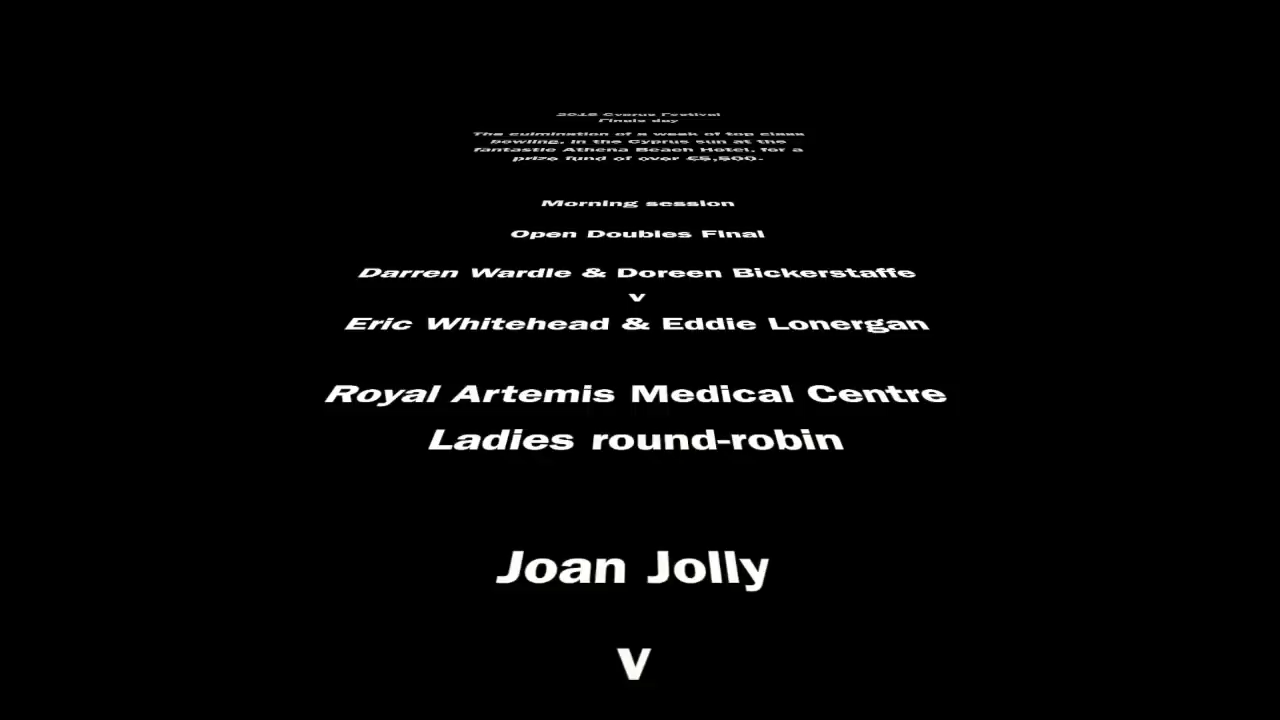 Cyprus Festival
Finals day
The culmination of a week of top class
bowling, in the Cyprus sun at the
fantastic Athena Beach Hotel, for a
prize fund of over €5,500.
Morning session
Open Doubles Final
Darren Wardle & Doreen Bickerstaffe
v
Eric Whitehead & Eddie Lonergan
Royal Artemis Medical Centre
Ladies round-robin
Joan Jolly
v